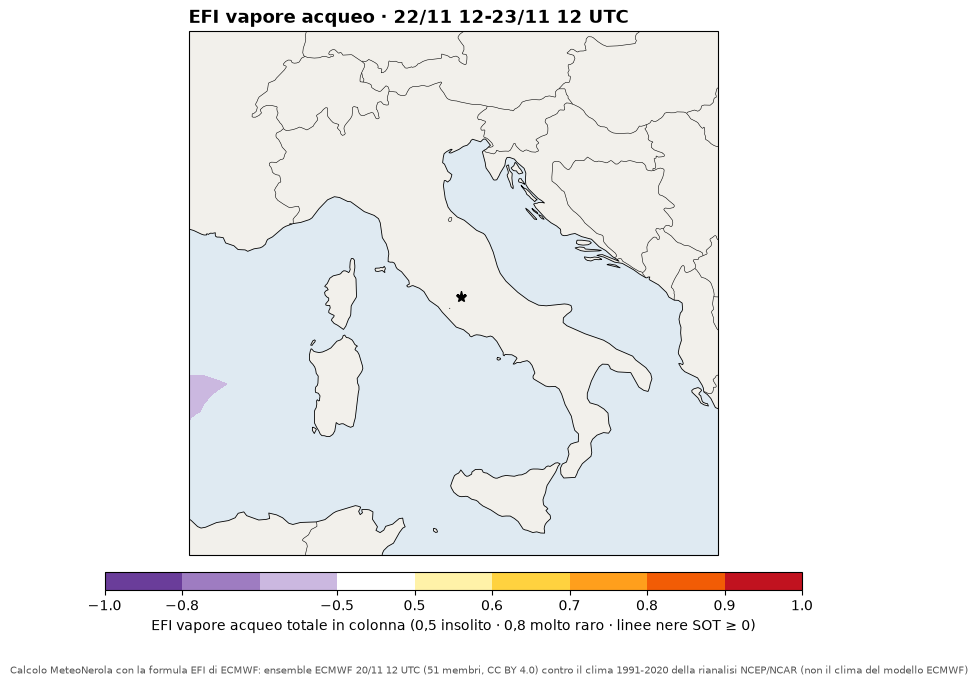 EFI vapore acqueo · 22/11 12-23/11 12 UTC
−1.0 −0.8 −0.5 0.5 0.6 0.7 0.8 0.9 1.0
EFI vapore acqueo totale in colonna (0,5 insolito · 0,8 molto raro · linee nere SOT ≥ 0)
Calcolo MeteoNerola con la formula EFI di ECMWF: ensemble ECMWF 20/11 12 UTC (51 membri, CC BY 4.0) contro il clima 1991-2020 della rianalisi NCEP/NCAR (non il clima del modello ECMWF)